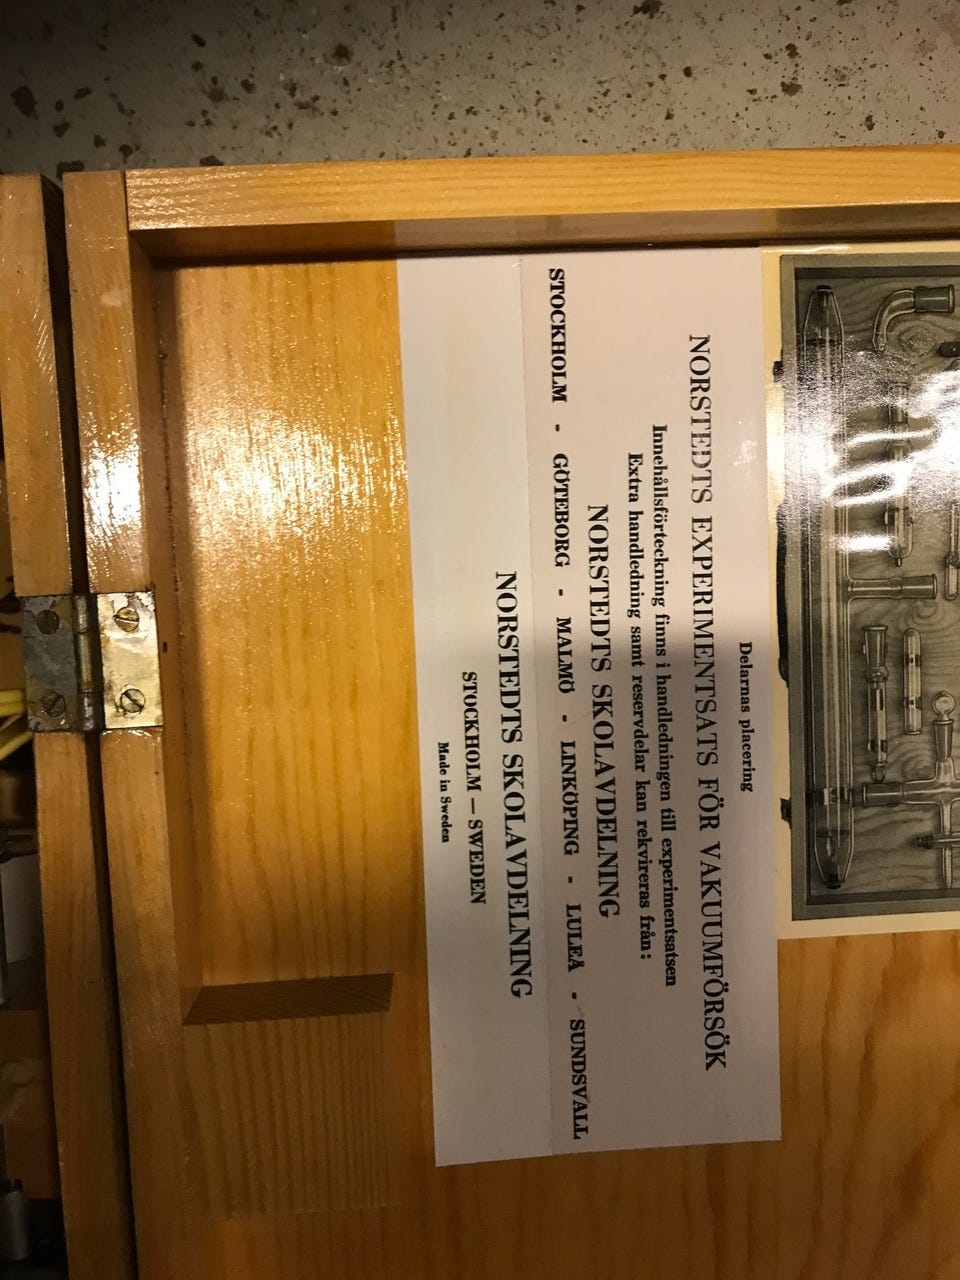 Delarnas placering
NORSTEDTS EXPERIMENTSATS FÖR VAKUUMFÖRSÖK
Innehållsförteckning finns i handledningen till experimentsatsen
Extra handledning samt reservdelar kan rekvireras från:
NORSTEDTS SKOLAVDELNING
STOCKHOLM - GÖTEBORG - MALMÖ - LINKÖPING - LULEÅ - SUNDSVALL
NORSTEDTS SKOLAVDELNING
STOCKHOLM — SWEDEN
Made in Sweden